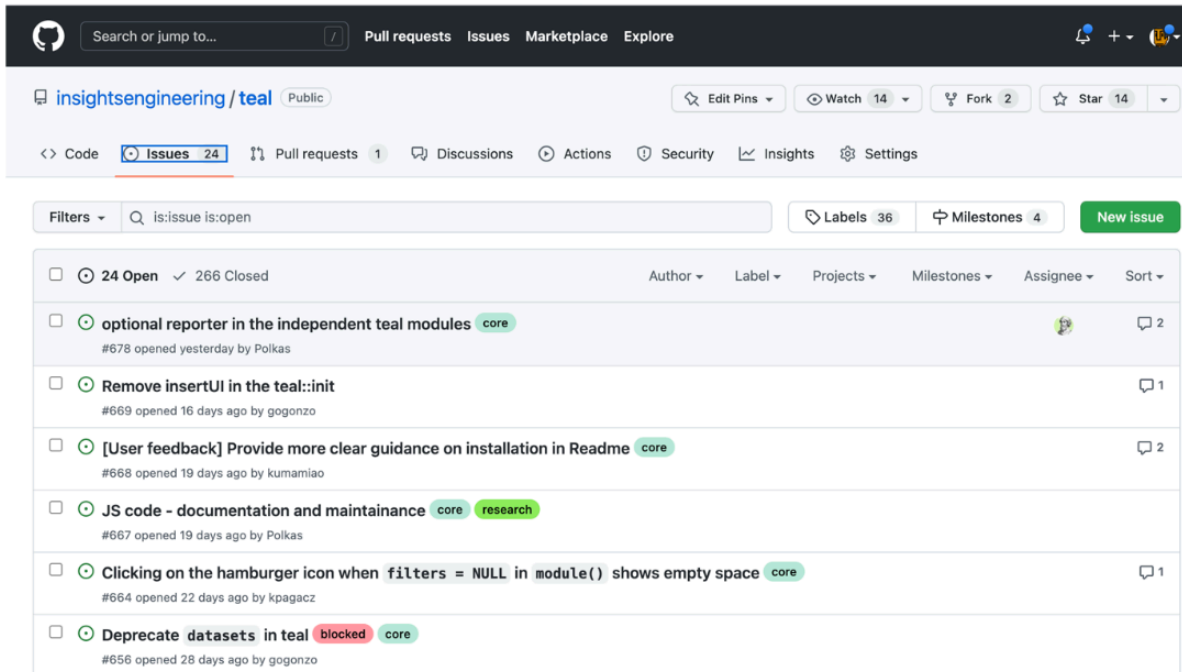 Search or jump to... / Pull requests Issues Marketplace Explore
insightsengineering / teal Public Edit Pins Watch 14 Fork 2 Star 14
<> Code Issues 24 Pull requests 1 Discussions Actions Security Insights Settings
Filters is:issue is:open Labels 36 Milestones 4 New issue
24 Open 266 Closed Author Label Projects Milestones Assignee Sort
optional reporter in the independent teal modules core 2
#678 opened yesterday by Polkas
Remove insertUI in the teal::init 1
#669 opened 16 days ago by gogonzo
[User feedback] Provide more clear guidance on installation in Readme core 2
#668 opened 19 days ago by kumamiao
JS code - documentation and maintainance core research
#667 opened 19 days ago by Polkas
Clicking on the hamburger icon when filters = NULL in module() shows empty space core 1
#664 opened 22 days ago by kpagacz
Deprecate datasets in teal blocked core
#656 opened 28 days ago by gogonzo